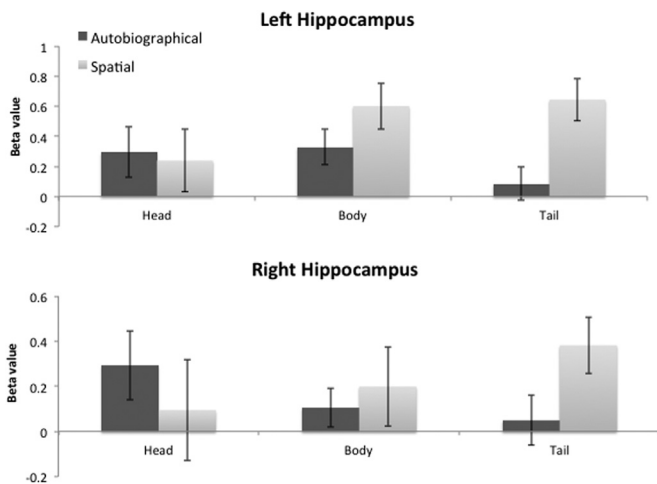 Left Hippocampus
Autobiographical
Spatial
Beta value
1
0.8
0.6
0.4
0.2
0
-0.2
Head Body Tail
Right Hippocampus
Beta value
0.6
0.4
0.2
0
-0.2
Head Body Tail